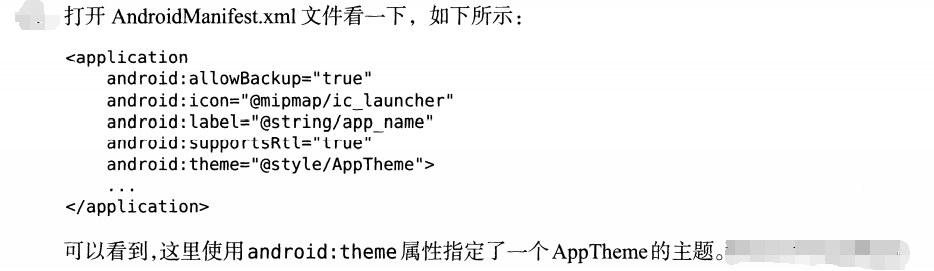 打开 AndroidManifest.xml 文件看一下，如下所示：
<application
android:allowBackup="true"
android:icon="@mipmap/ic_launcher"
android:label="@string/app_name"
android:supportsRtl="true"
android:theme="@style/AppTheme">
...
</application>
可以看到,这里使用android:theme属性指定了一个AppTheme的主题。